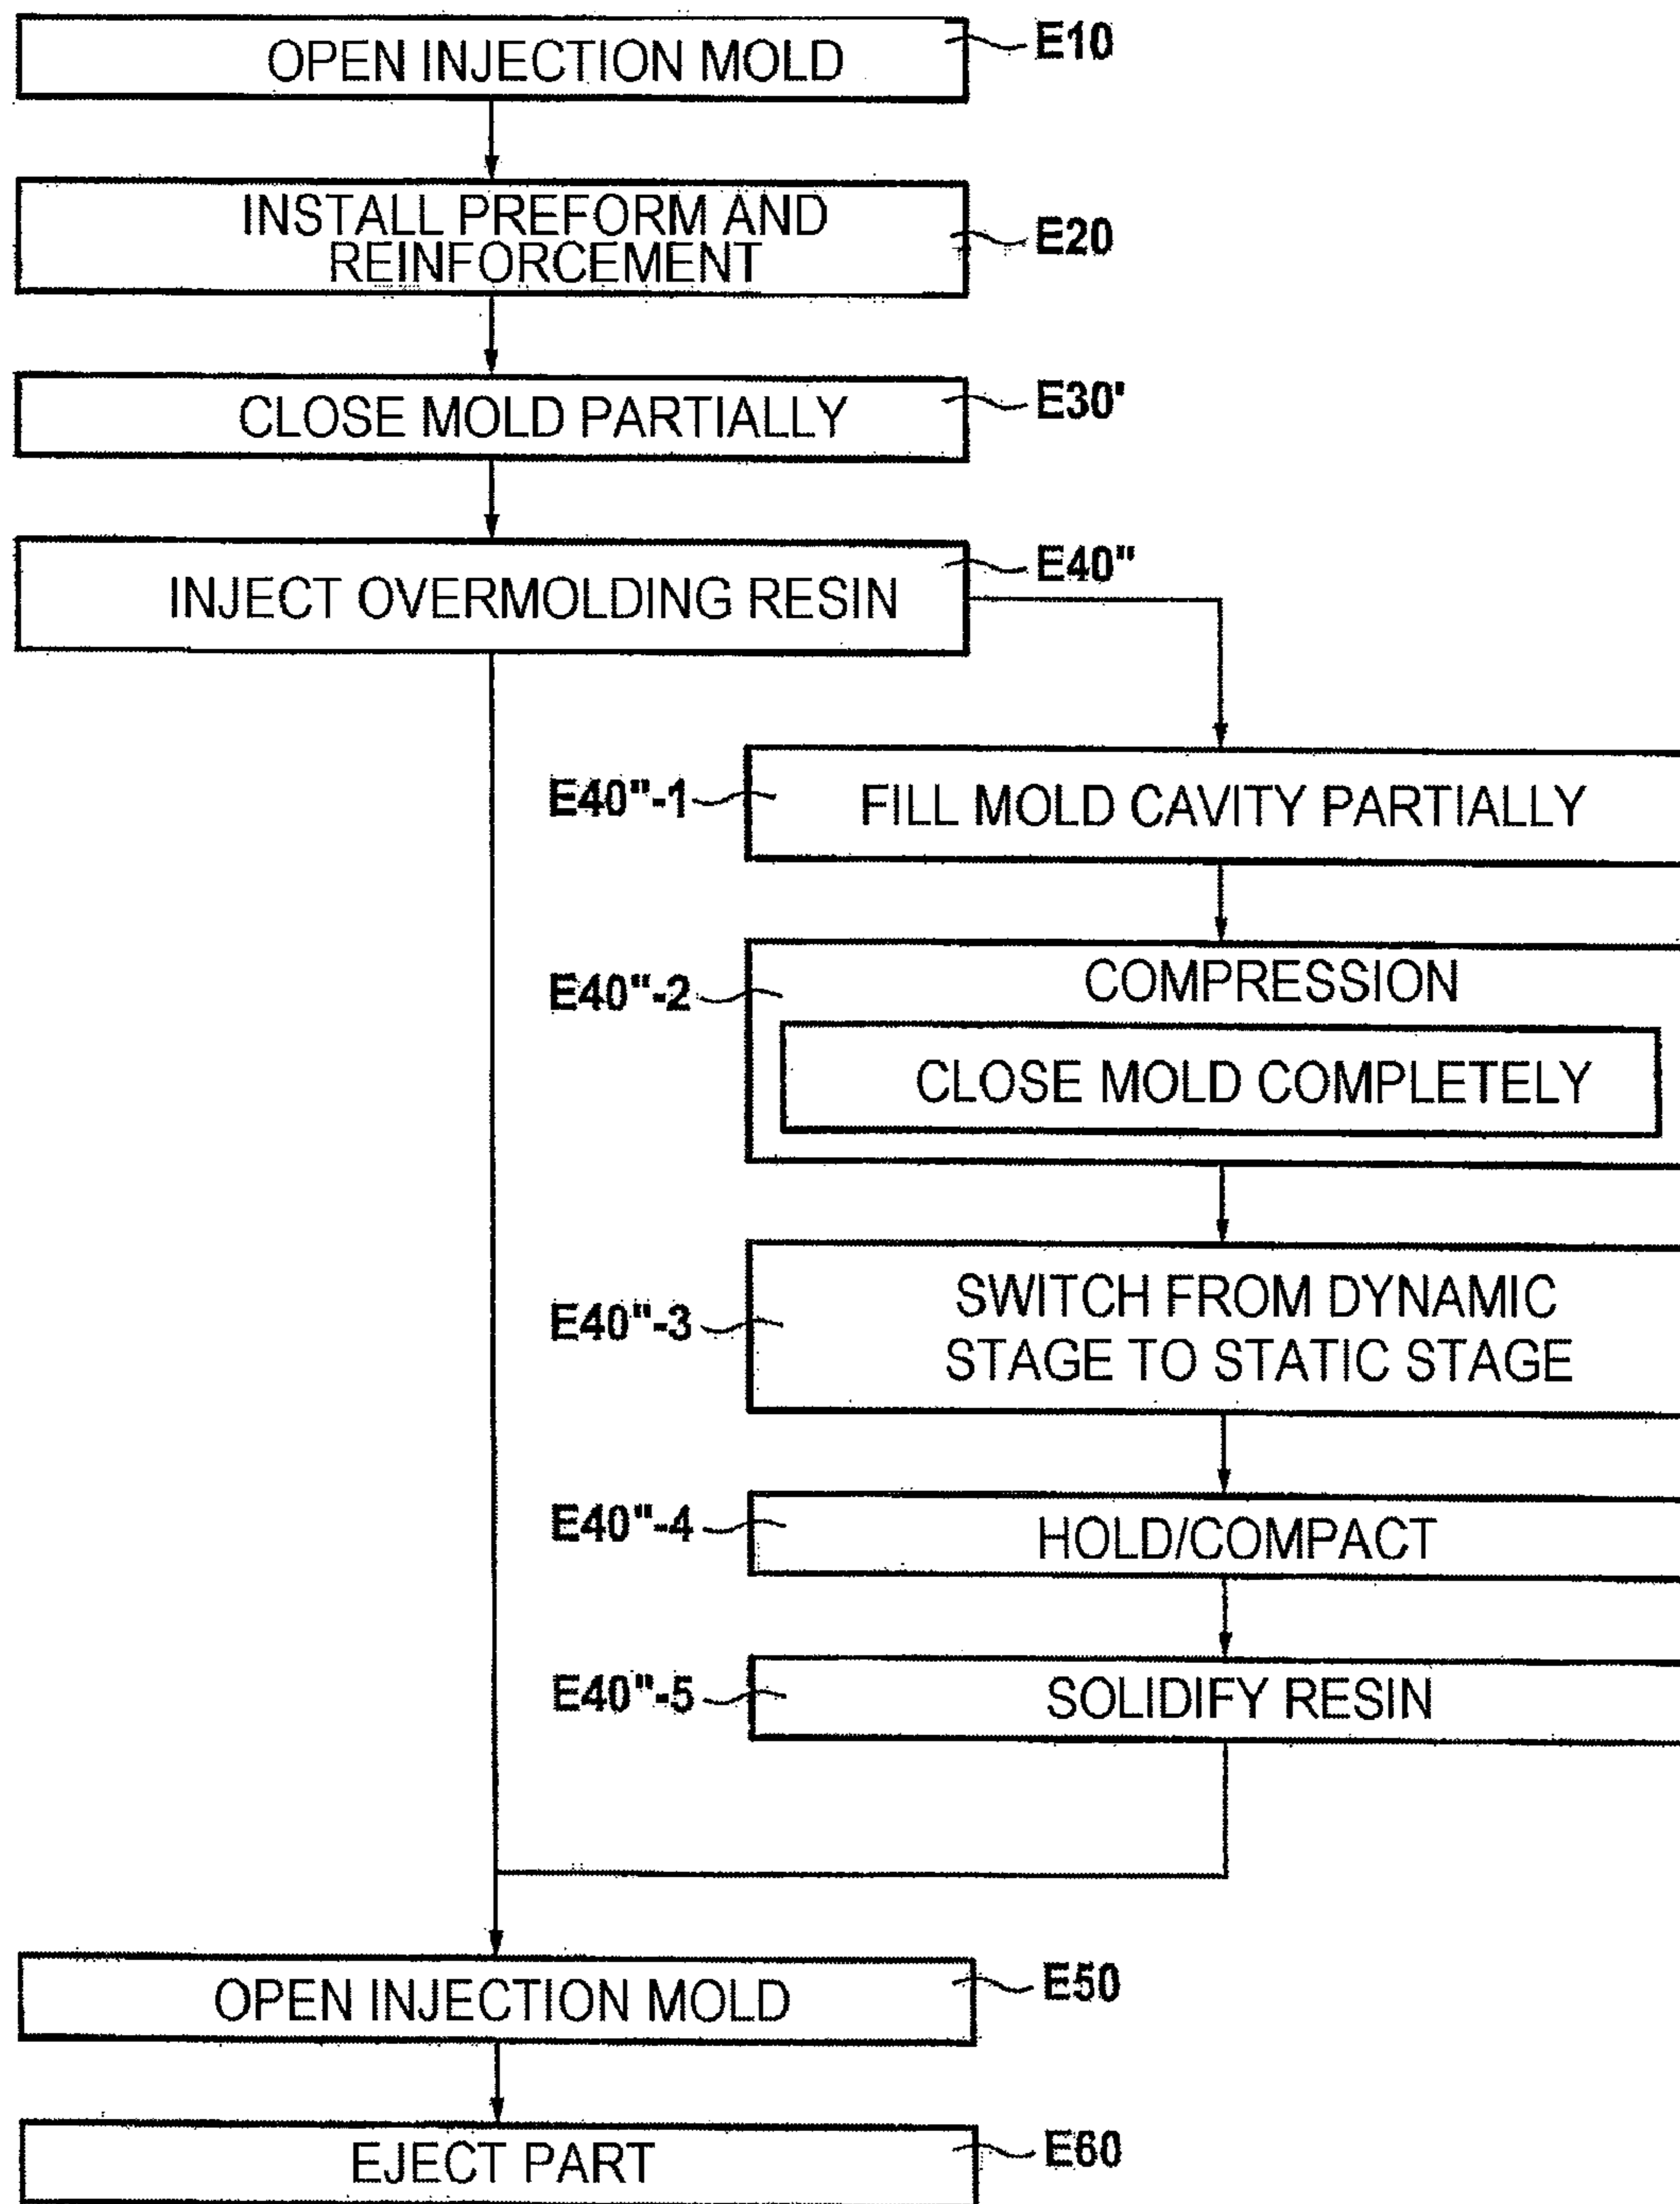 OPEN INJECTION MOLD
E10
INSTALL PREFORM AND
REINFORCEMENT
E20
CLOSE MOLD PARTIALLY
E30'
INJECT OVERMOLDING RESIN
E40"
E40"-1
FILL MOLD CAVITY PARTIALLY
E40"-2
COMPRESSION
CLOSE MOLD COMPLETELY
E40"-3
SWITCH FROM DYNAMIC
STAGE TO STATIC STAGE
E40"-4
HOLD/COMPACT
E40"-5
SOLIDIFY RESIN
OPEN INJECTION MOLD
E50
EJECT PART
E60